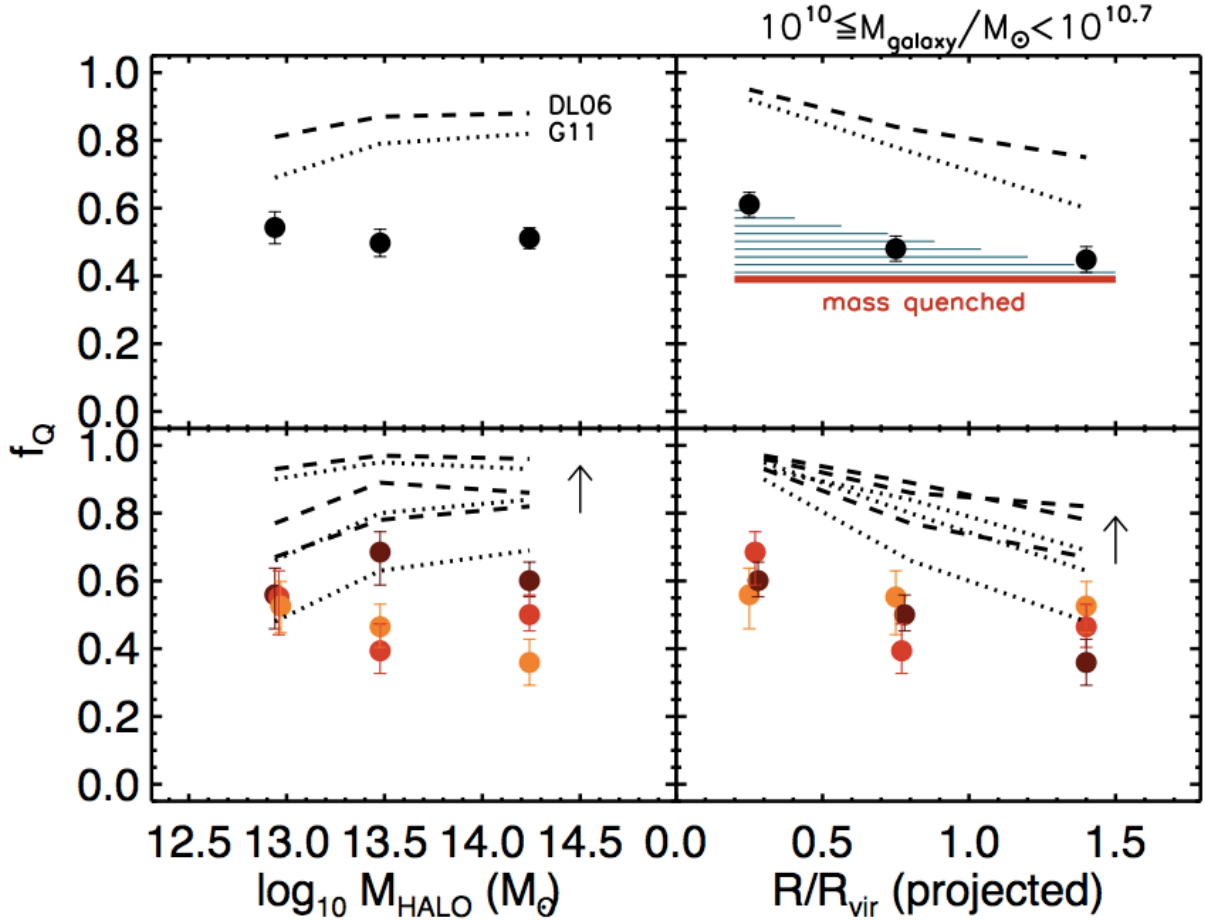 10^10≦M_galaxy/M_⊙<10^10.7
1.0
0.8
0.6
0.4
0.2
0.0
DL06
G11
mass quenched
f_Q
1.0
0.8
0.6
0.4
0.2
0.0
12.5 13.0 13.5 14.0 14.5 0.0 0.5 1.0 1.5
log_10 M_HALO (M_⊙) R/R_vir (projected)